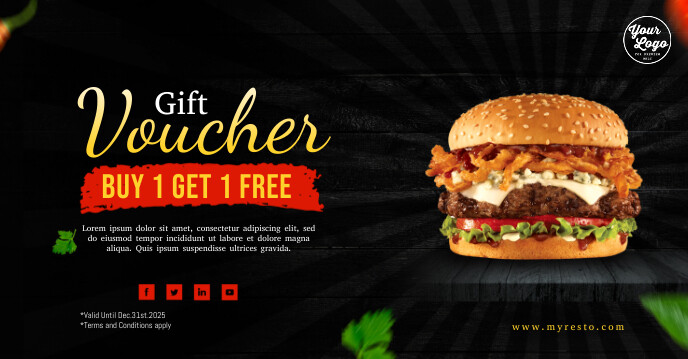 Your
Logo
Gift
Voucher
BUY 1 GET 1 FREE
Lorem ipsum dolor sit amet, consectetur adipiscing elit, sed
do eiusmod tempor incididunt ut labore et dolore magna
aliqua. Quis ipsum suspendisse ultrices gravida.
*Valid Until Dec.31st.2025
*Terms and Conditions apply
www.myresto.com